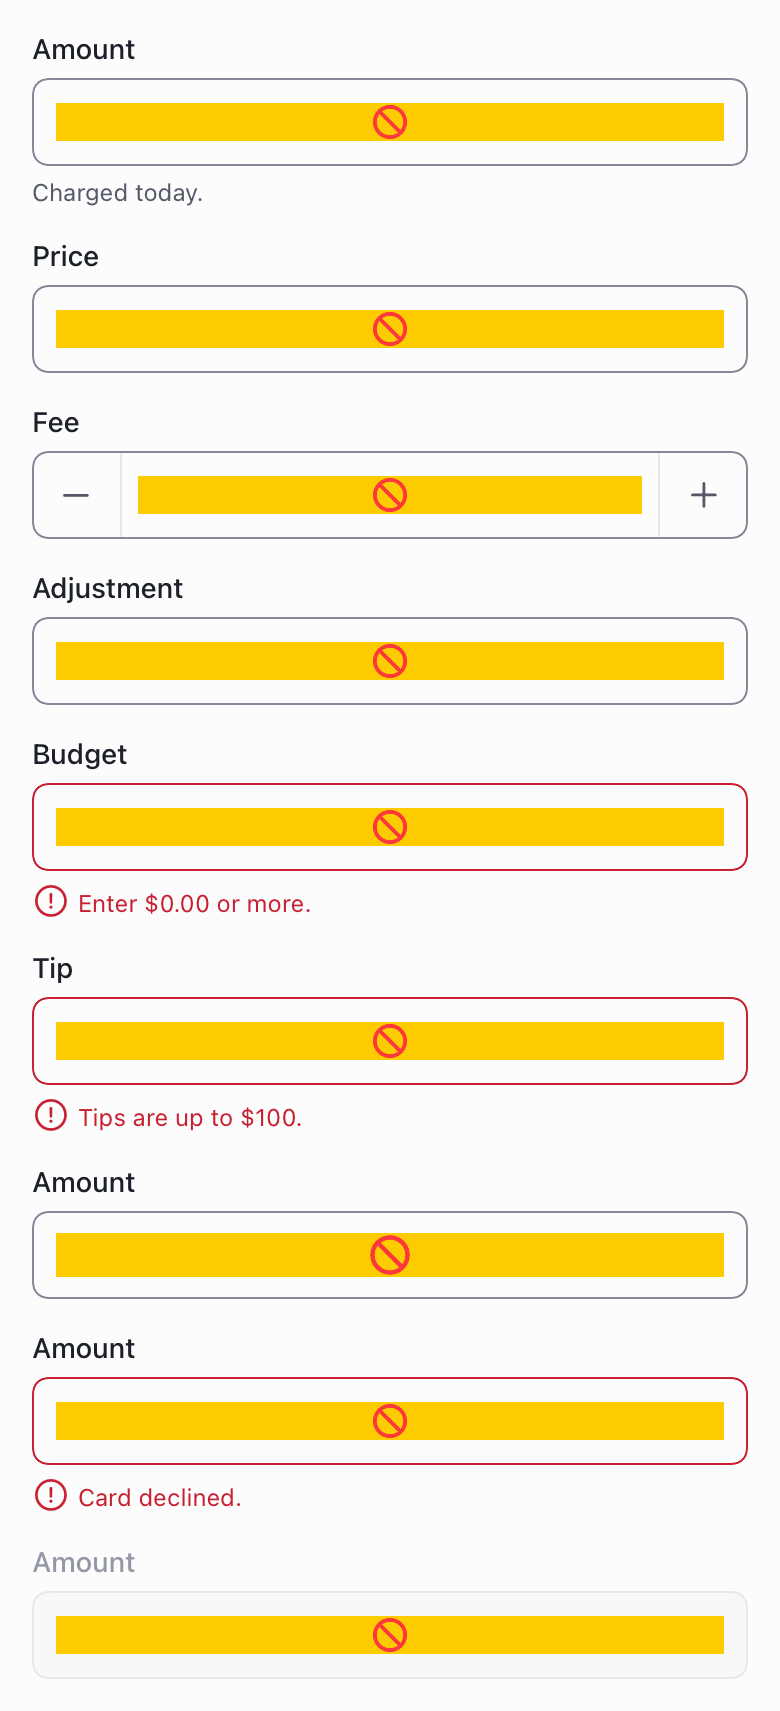 Amount
Charged today.
Price
Fee
Adjustment
Budget
Enter $0.00 or more.
Tip
Tips are up to $100.
Amount
Amount
Card declined.
Amount